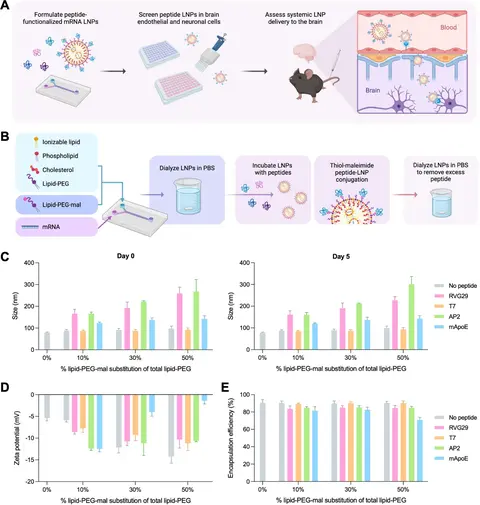 A
Formulate peptide-
functionalized mRNA LNPs
Screen peptide LNPs in brain
endothelial and neuronal cells
Assess systemic LNP
delivery to the brain
Blood
Brain
B
Ionizable lipid
Phospholipid
Cholesterol
Lipid-PEG
Lipid-PEG-mal
mRNA
Dialyze LNPs in PBS
Incubate LNPs
with peptides
Thiol-maleimide
peptide-LNP
conjugation
Dialyze LNPs in PBS
to remove excess
peptide
C
Day 0
Size (nm)
400
300
200
100
0
0%
10%
30%
50%
% lipid-PEG-mal substitution of total lipid-PEG
Day 5
Size (nm)
400
300
200
100
0
0%
10%
30%
50%
% lipid-PEG-mal substitution of total lipid-PEG
No peptide
RVG29
T7
AP2
mApoE
D
Zeta potential (mV)
0
-5
-10
-15
-20
0%
10%
30%
50%
% lipid-PEG-mal substitution of total lipid-PEG
E
Encapsulation efficiency (%)
100
80
60
40
20
0
0%
10%
30%
50%
% lipid-PEG-mal substitution of total lipid-PEG
No peptide
RVG29
T7
AP2
mApoE